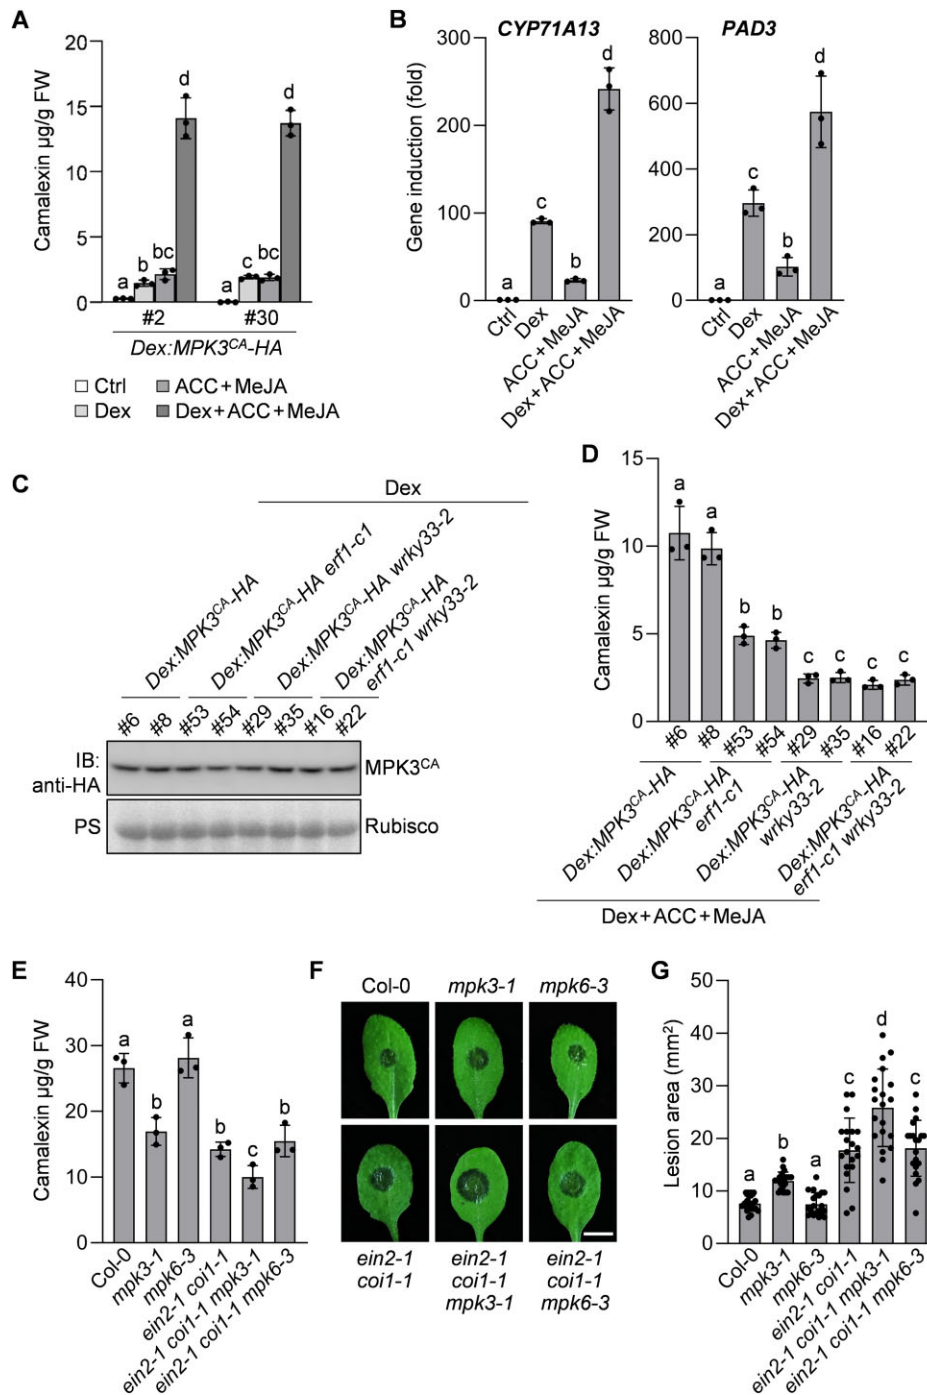 A
Camalexin µg/g FW
20
15
10
5
0
a
b
bc
d
a
c
bc
d
#2
#30
Dex:MPK3CA-HA
Ctrl
ACC+MeJA
Dex
Dex+ACC+MeJA
B
CYP71A13
PAD3
Gene induction (fold)
300
200
100
0
a
c
b
d
Ctrl
Dex
ACC+MeJA
Dex+ACC+MeJA
800
600
400
200
0
a
c
b
d
Ctrl
Dex
ACC+MeJA
Dex+ACC+MeJA
C
Dex
Dex:MPK3CA-HA
Dex:MPK3CA-HA erf1-c1
Dex:MPK3CA-HA wrky33-2
Dex:MPK3CA-HA
erf1-c1 wrky33-2
#6 #8 #53 #54 #29 #35 #16 #22
IB:
anti-HA
MPK3CA
PS
Rubisco
D
Camalexin µg/g FW
15
10
5
0
a
a
b
b
c
c
c
c
#6 #8 #53 #54 #29 #35 #16 #22
Dex:MPK3CA-HA
Dex:MPK3CA-HA
erf1-c1
Dex:MPK3CA-HA
wrky33-2
Dex:MPK3CA-HA
erf1-c1 wrky33-2
Dex+ACC+MeJA
E
Camalexin µg/g FW
40
30
20
10
0
a
b
a
b
c
b
Col-0
mpk3-1
mpk6-3
ein2-1 coi1-1
ein2-1 coi1-1 mpk3-1
ein2-1 coi1-1 mpk6-3
F
Col-0
mpk3-1
mpk6-3
ein2-1
coi1-1
ein2-1
coi1-1
mpk3-1
ein2-1
coi1-1
mpk6-3
G
Lesion area (mm2)
50
40
30
20
10
0
a
b
a
c
d
c
Col-0
mpk3-1
mpk6-3
ein2-1 coi1-1
ein2-1 coi1-1 mpk3-1
ein2-1 coi1-1 mpk6-3